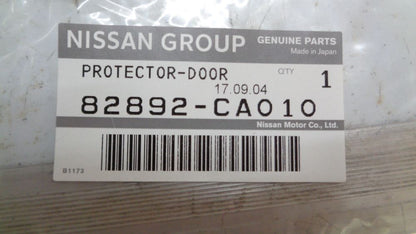 NISSAN GROUP GENUINE PARTS
Made in Japan
PROTECTOR-DOOR QTY 1
17.09.04
82892-CA010
Nissan Motor Co., Ltd.
B1173